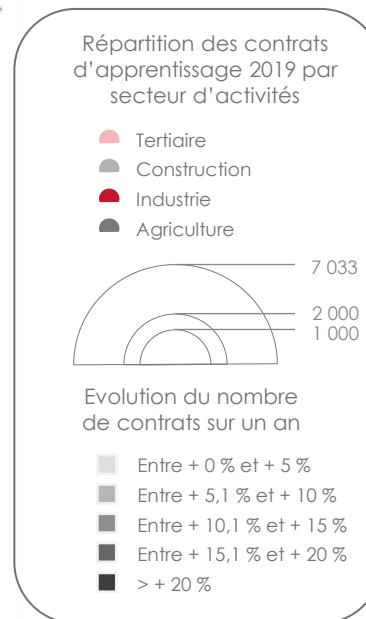 Répartition des contrats
d'apprentissage 2019 par
secteur d'activités
Tertiaire
Construction
Industrie
Agriculture
7 033
2 000
1 000
Evolution du nombre
de contrats sur un an
Entre + 0 % et + 5 %
Entre + 5,1 % et + 10 %
Entre + 10,1 % et + 15 %
Entre + 15,1 % et + 20 %
> + 20 %